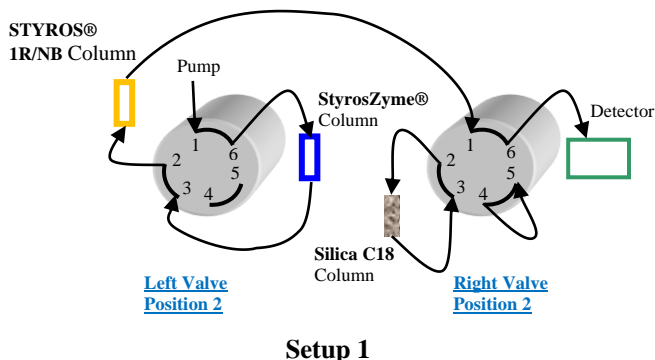 STYROS®
1R/NB Column
Pump
StyrosZyme®
Column
Detector
1
6
2
5
3
4
1
6
2
5
3
4
Silica C18
Column
Left Valve
Position 2
Right Valve
Position 2
Setup 1